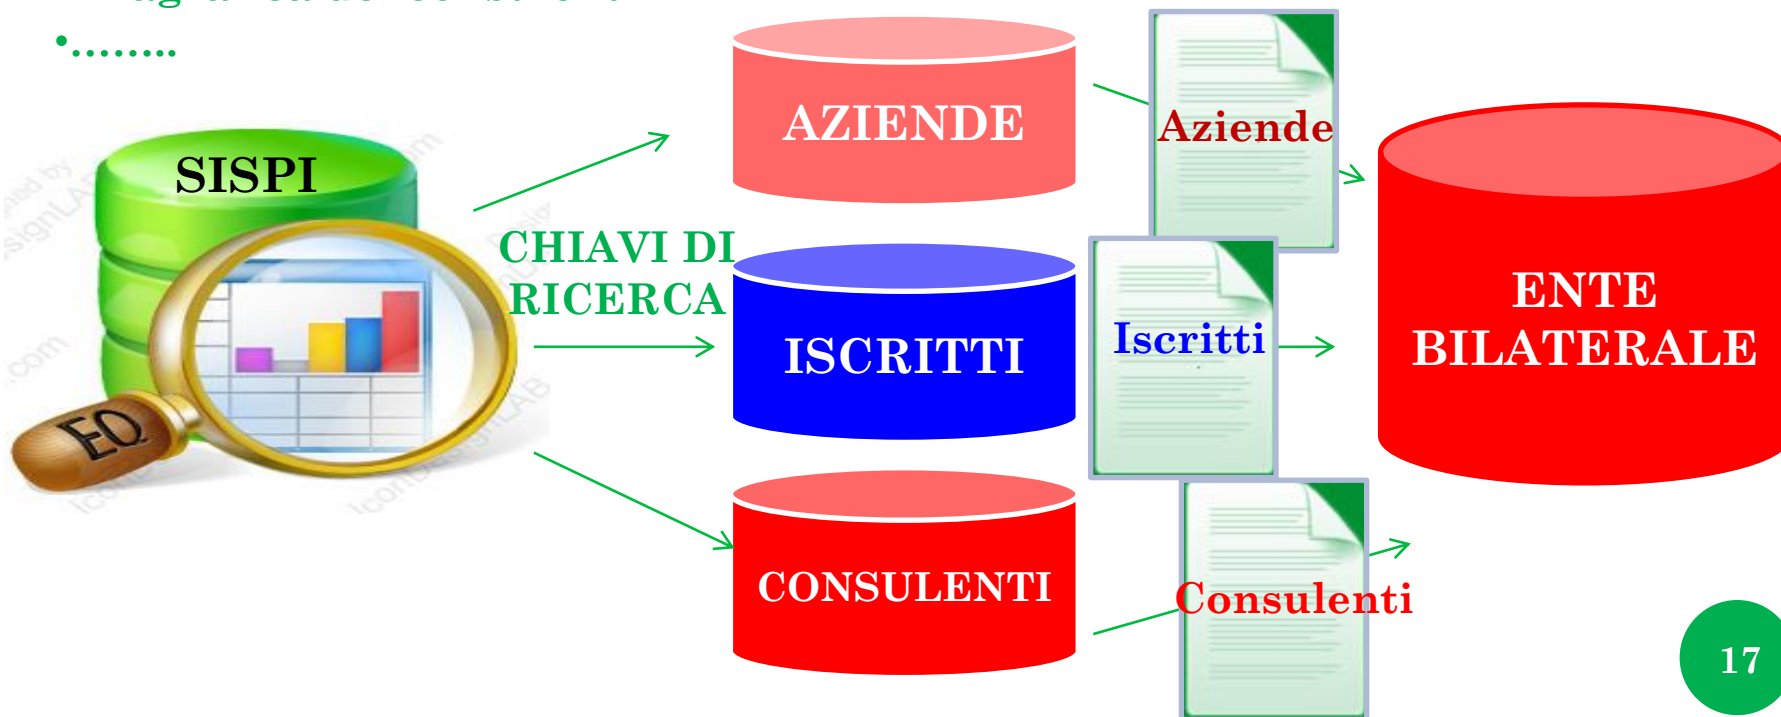 •……..
SISPI
EQ
CHIAVI DI
RICERCA
AZIENDE
ISCRITTI
CONSULENTI
Aziende
Iscritti
Consulenti
ENTE
BILATERALE
17